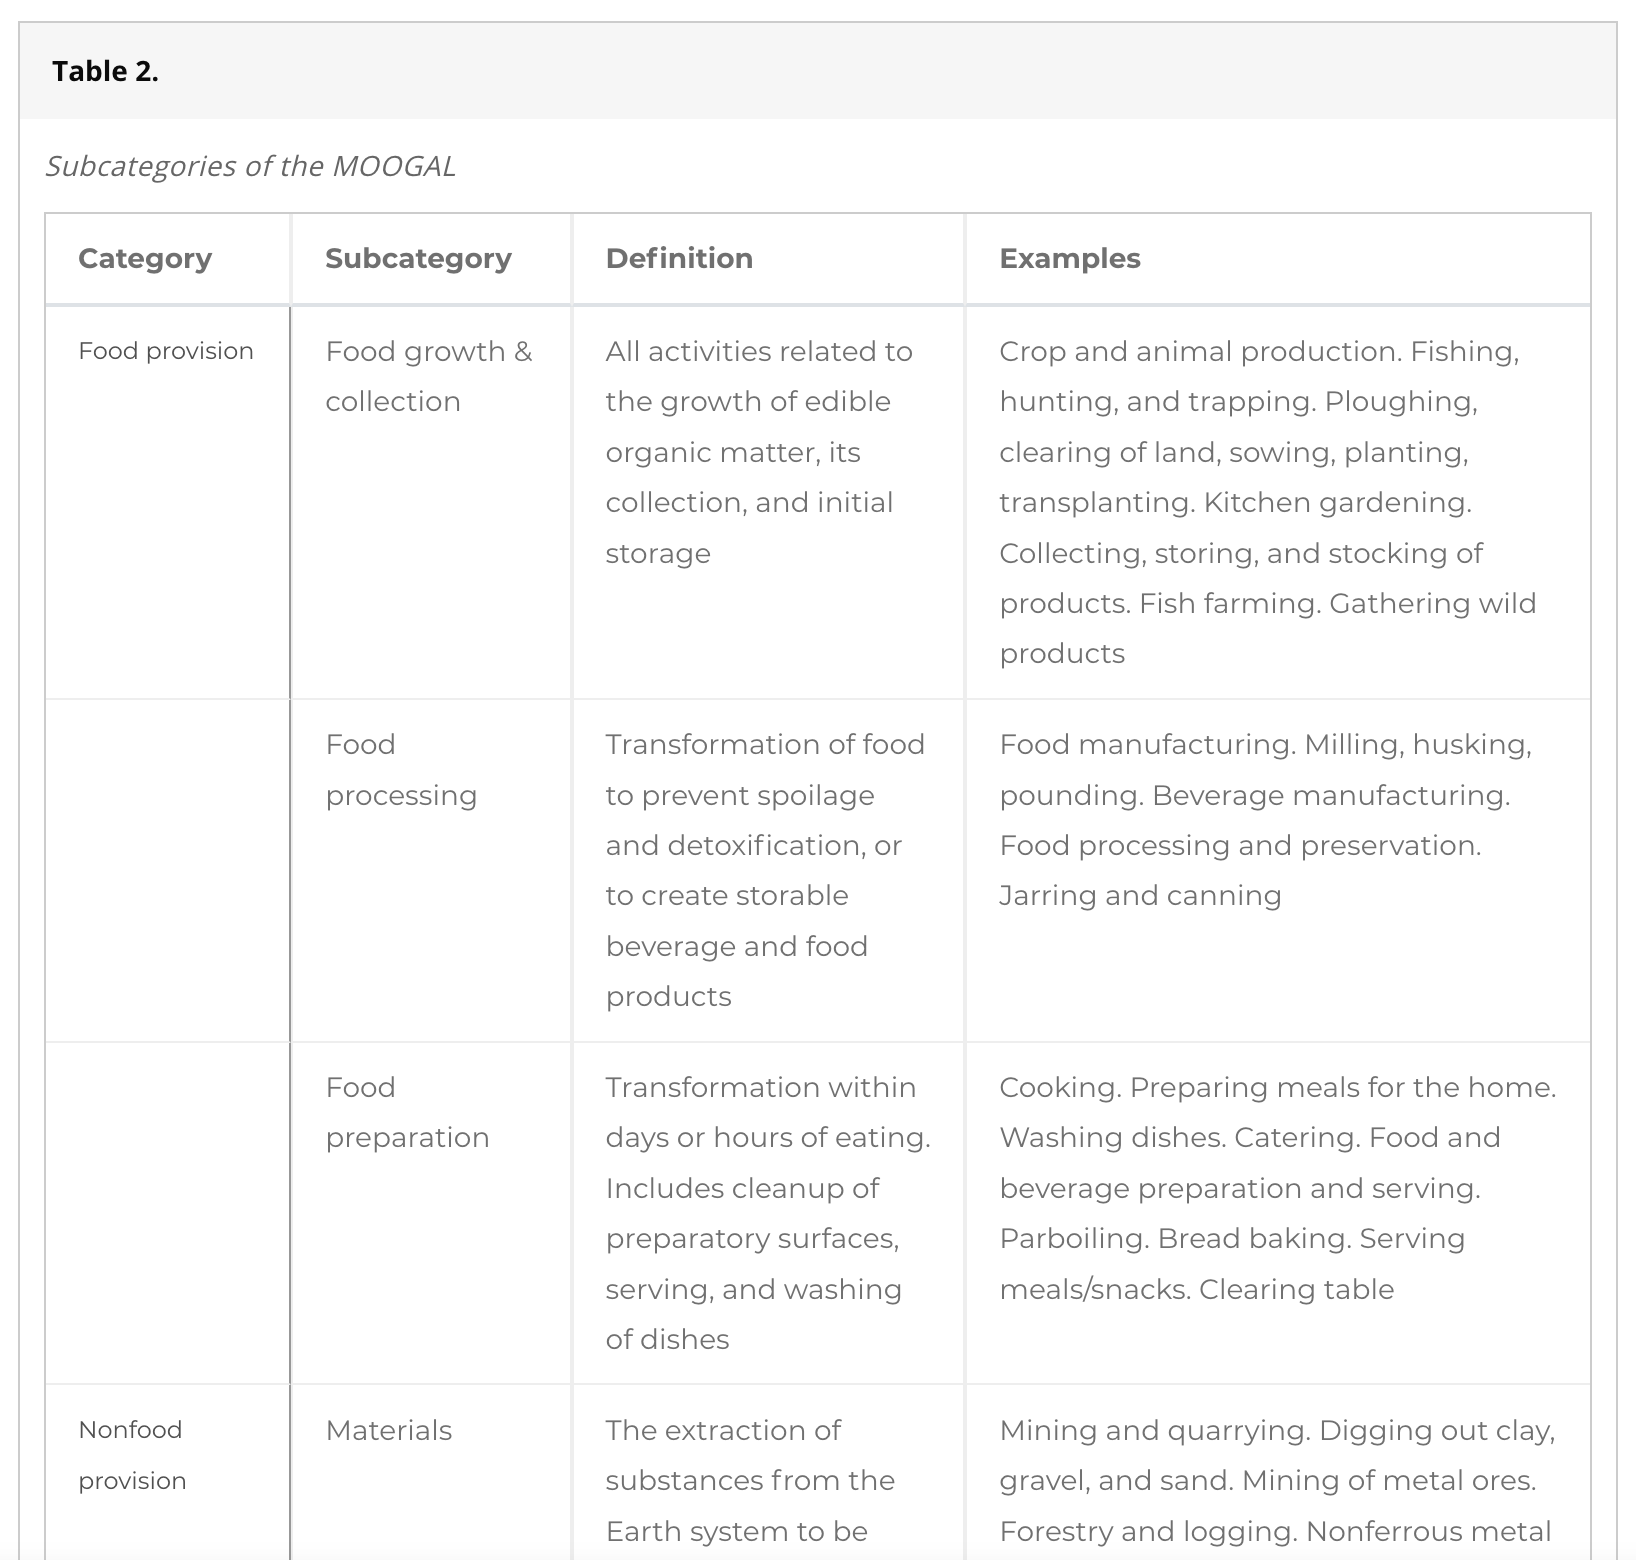 Table 2.
Subcategories of the MOOGAL
Category
Subcategory
Definition
Examples
Food provision
Food growth &
collection
All activities related to
the growth of edible
organic matter, its
collection, and initial
storage
Crop and animal production. Fishing,
hunting, and trapping. Ploughing,
clearing of land, sowing, planting,
transplanting. Kitchen gardening.
Collecting, storing, and stocking of
products. Fish farming. Gathering wild
products
Food
processing
Transformation of food
to prevent spoilage
and detoxification, or
to create storable
beverage and food
products
Food manufacturing. Milling, husking,
pounding. Beverage manufacturing.
Food processing and preservation.
Jarring and canning
Food
preparation
Transformation within
days or hours of eating.
Includes cleanup of
preparatory surfaces,
serving, and washing
of dishes
Cooking. Preparing meals for the home.
Washing dishes. Catering. Food and
beverage preparation and serving.
Parboiling. Bread baking. Serving
meals/snacks. Clearing table
Nonfood
provision
Materials
The extraction of
substances from the
Earth system to be
Mining and quarrying. Digging out clay,
gravel, and sand. Mining of metal ores.
Forestry and logging. Nonferrous metal